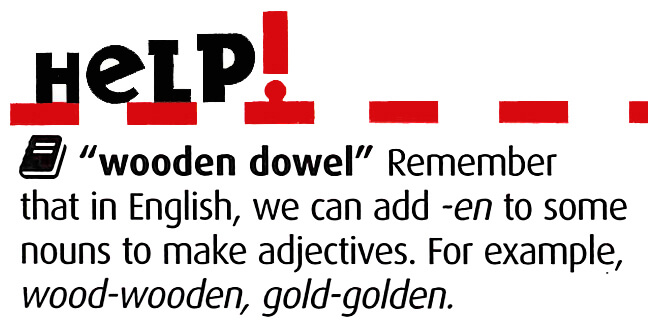 HeLP!
“wooden dowel” Remember
that in English, we can add -en to some
nouns to make adjectives. For example,
wood-wooden, gold-golden.